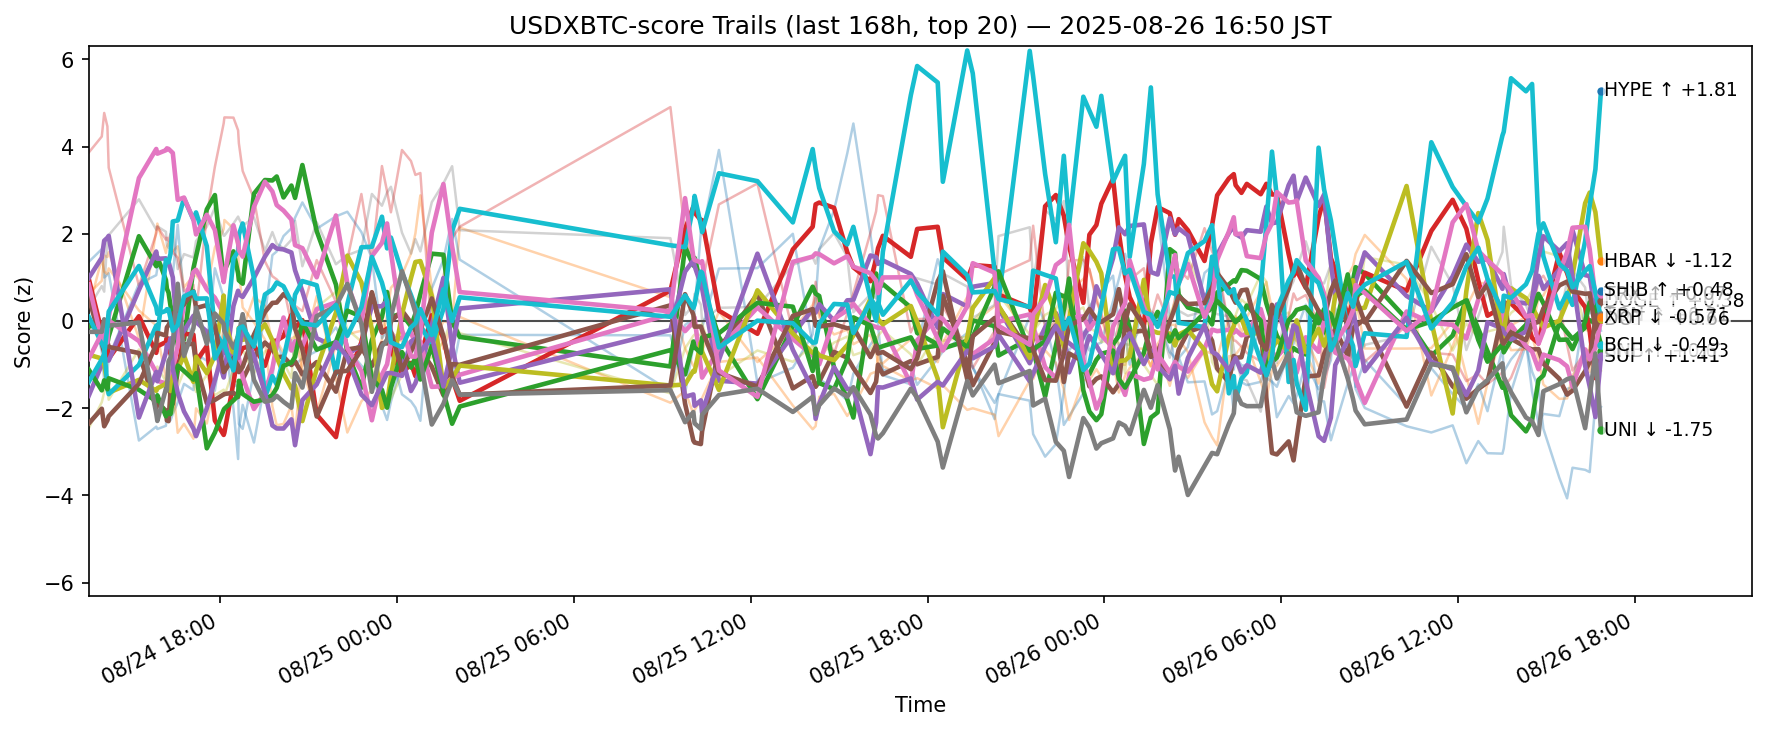 USDXBTC-score Trails (last 168h, top 20) — 2025-08-26 16:50 JST
Score (z)
6
4
2
0
−2
−4
−6
HYPE ↑ +1.81
HBAR ↓ -1.12
SHIB ↑ +0.48
XRP ↓ -0.57
BCH ↓ -0.49
UNI ↓ -1.75
08/24 18:00
08/25 00:00
08/25 06:00
08/25 12:00
08/25 18:00
08/26 00:00
08/26 06:00
08/26 12:00
08/26 18:00
Time